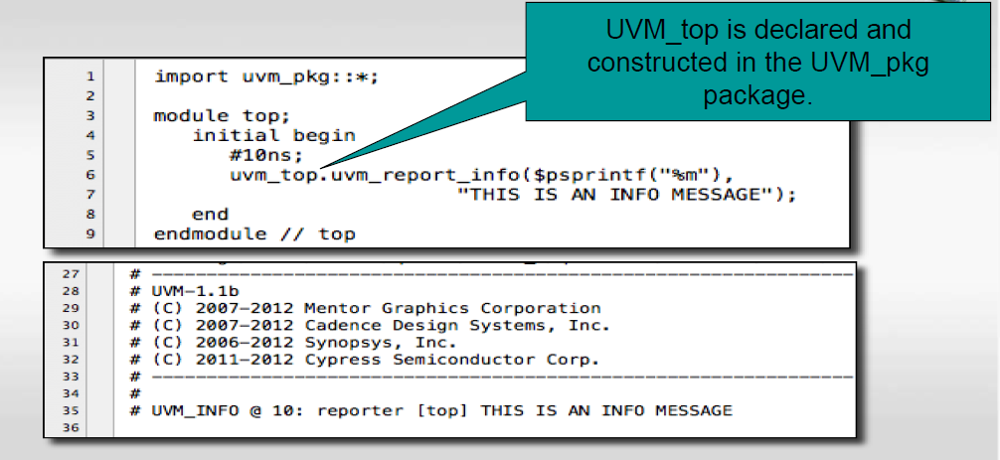 UVM_top is declared and
constructed in the UVM_pkg
package.
1 import uvm_pkg::*;
2
3 module top;
4 initial begin
5 #10ns;
6 uvm_top.uvm_report_info($psprintf("%m"),
7 "THIS IS AN INFO MESSAGE");
8 end
9 endmodule // top
27 # ----------------------------------------------------------------
28 # UVM-1.1b
29 # (C) 2007-2012 Mentor Graphics Corporation
30 # (C) 2007-2012 Cadence Design Systems, Inc.
31 # (C) 2006-2012 Synopsys, Inc.
32 # (C) 2011-2012 Cypress Semiconductor Corp.
33 # ----------------------------------------------------------------
34 #
35 # UVM_INFO @ 10: reporter [top] THIS IS AN INFO MESSAGE
36